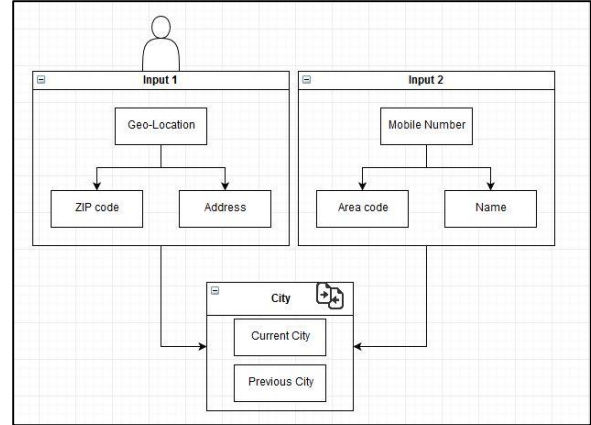 Input 1
Input 2
Geo-Location
Mobile Number
ZIP code
Address
Area code
Name
City
Current City
Previous City